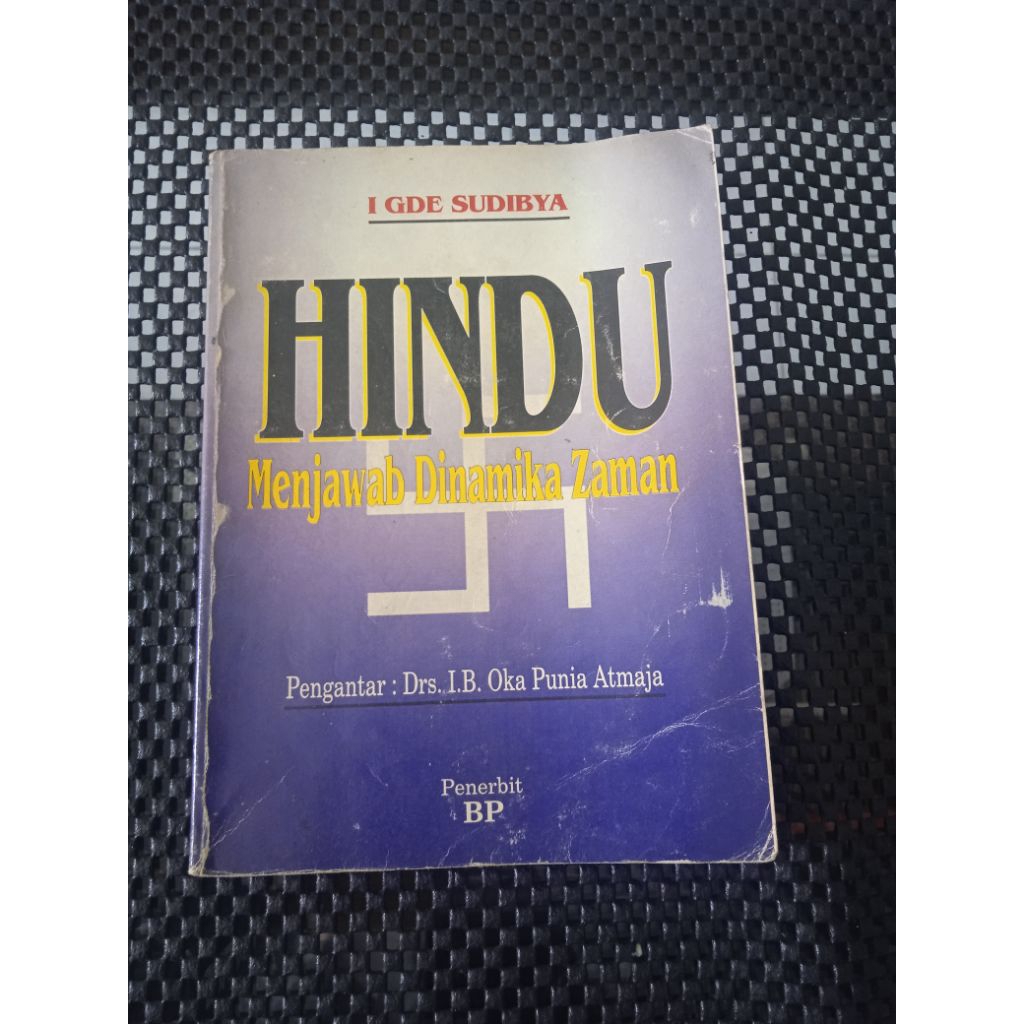 I GDE SUDIBYA
HINDU
Menjawab Dinamika Zaman
Pengantar : Drs. I.B. Oka Punia Atmaja
Penerbit
BP